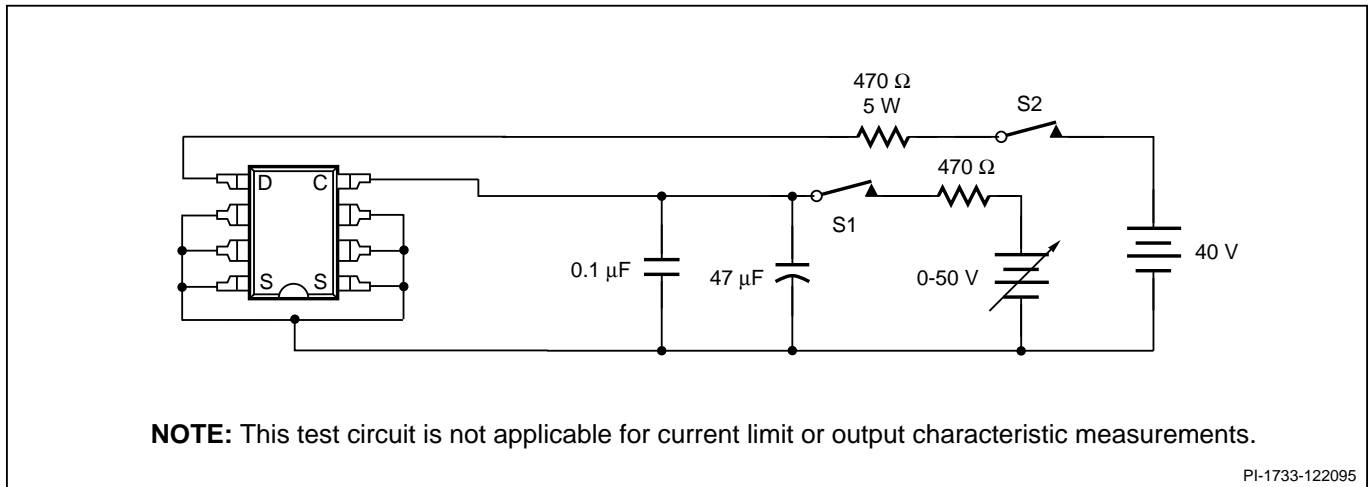 470 Ω
5 W
S2
470 Ω
D C
S1
0.1 μF
47 μF
0-50 V
40 V
S S
NOTE: This test circuit is not applicable for current limit or output characteristic measurements.
PI-1733-122095